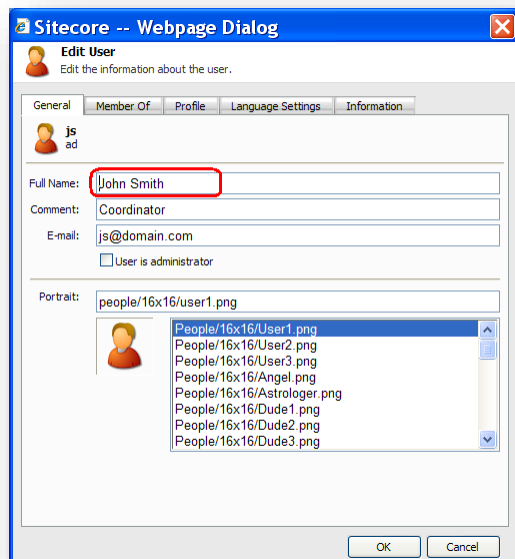 Sitecore -- Webpage Dialog
Edit User
Edit the information about the user.
General Member Of Profile Language Settings Information
js
ad
Full Name: John Smith
Comment: Coordinator
E-mail: js@domain.com
User is administrator
Portrait: people/16x16/user1.png
People/16x16/User1.png
People/16x16/User2.png
People/16x16/User3.png
People/16x16/Angel.png
People/16x16/Astrologer.png
People/16x16/Dude1.png
People/16x16/Dude2.png
People/16x16/Dude3.png
OK Cancel